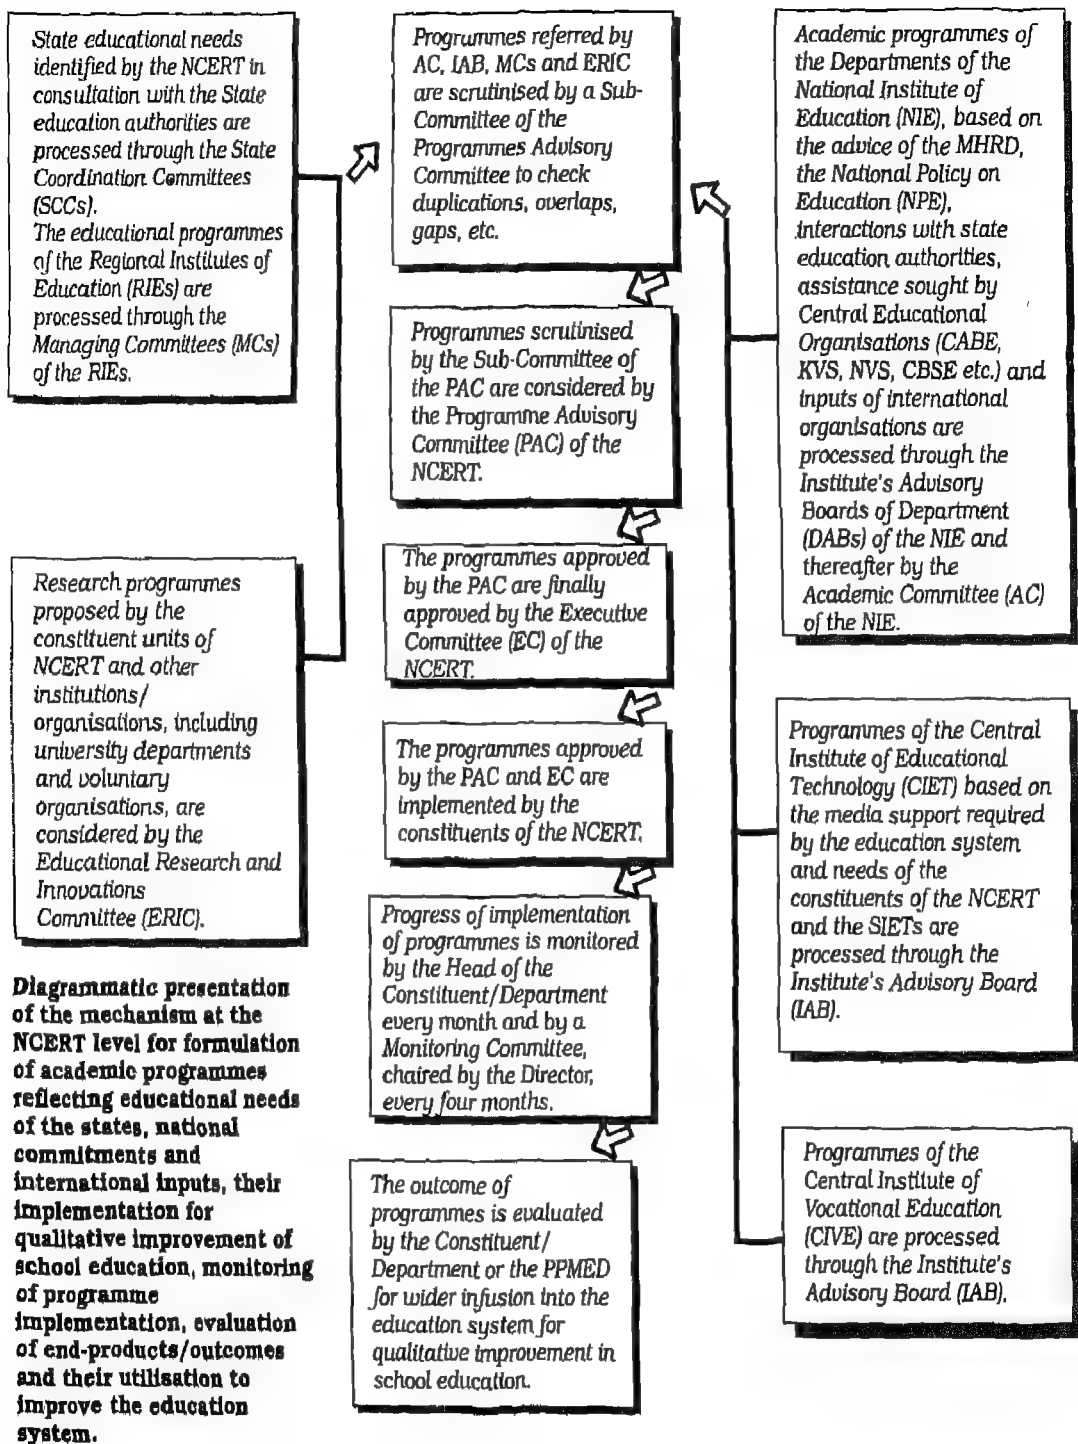 State educational needs
identified by the NCERT in
consultation with the State
education authorities are
processed through the State
Coordination Committees
(SCCs).
The educational programmes
of the Regional Institutes of
Education (RIEs) are
processed through the
Managing Committees (MCs)
of the RIEs.
Research programmes
proposed by the
constituent units of
NCERT and other
institutions/
organisations, including
university departments
and voluntary
organisations, are
considered by the
Educational Research and
Innovations
Committee (ERIC).
Diagrammatic presentation
of the mechanism at the
NCERT level for formulation
of academic programmes
reflecting educational needs
of the states, national
commitments and
international inputs, their
implementation for
qualitative improvement of
school education, monitoring
of programme
implementation, evaluation
of end-products/outcomes
and their utilisation to
improve the education
system.
Programmes referred by
AC, IAB, MCs and ERIC
are scrutinised by a Sub-
Committee of the
Programmes Advisory
Committee to check
duplications, overlaps,
gaps, etc.
Programmes scrutinised
by the Sub-Committee of
the PAC are considered by
the Programme Advisory
Committee (PAC) of the
NCERT.
The programmes approved
by the PAC are finally
approved by the Executive
Committee (EC) of the
NCERT.
The programmes approved
by the PAC and EC are
implemented by the
constituents of the NCERT.
Progress of implementation
of programmes is monitored
by the Head of the
Constituent/Department
every month and by a
Monitoring Committee,
chaired by the Director,
every four months.
The outcome of
programmes is evaluated
by the Constituent/
Department or the PPMED
for wider infusion into the
education system for
qualitative improvement in
school education.
Academic programmes of
the Departments of the
National Institute of
Education (NIE), based on
the advice of the MHRD,
the National Policy on
Education (NPE),
interactions with state
education authorities,
assistance sought by
Central Educational
Organisations (CABE,
KVS, NVS, CBSE etc.) and
inputs of international
organisations are
processed through the
Institute's Advisory
Boards of Department
(DABs) of the NIE and
thereafter by the
Academic Committee (AC)
of the NIE.
Programmes of the Central
Institute of Educational
Technology (CIET) based on
the media support required
by the education system
and needs of the
constituents of the NCERT
and the SIETs are
processed through the
Institute's Advisory Board
(IAB).
Programmes of the
Central Institute of
Vocational Education
(CIVE) are processed
through the Institute's
Advisory Board (IAB).